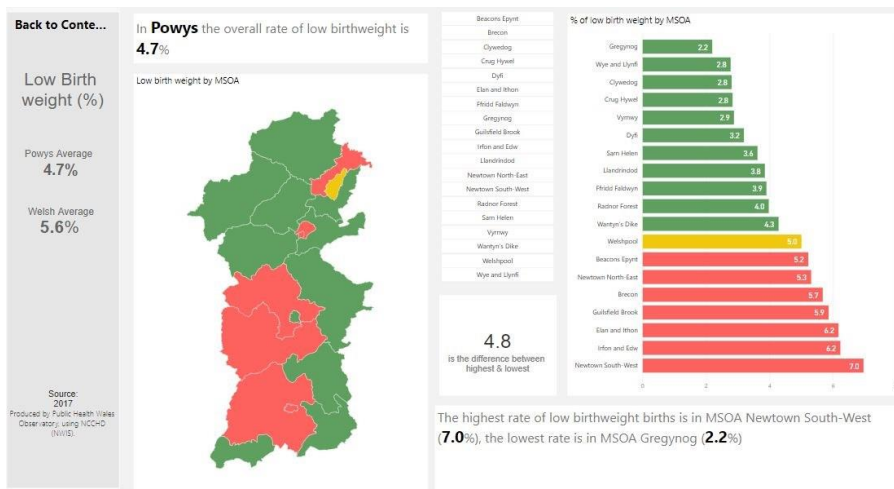 Back to Conte...
Low Birth
weight (%)
Powys Average
4.7%
Welsh Average
5.6%
Source:
2017
Produced by Public Health Wales
Observatory, using NCCHD
(NWIS).
In Powys the overall rate of low birthweight is
4.7%
Low birth weight by MSOA
Beacons Epynt
Brecon
Clywedog
Crug Hywel
Dyfi
Elan and Ithon
Ffridd Faldwyn
Gregynog
Guilsfield Brook
Irfon and Edw
Llandrindod
Newtown North-East
Newtown South-West
Radnor Forest
Sarn Helen
Vyrnwy
Wantyn's Dike
Welshpool
Wye and Llynfi
4.8
is the difference between
highest & lowest
% of low birth weight by MSOA
Gregynog 2.2
Wye and Llynfi 2.8
Clywedog 2.8
Crug Hywel 2.8
Vyrnwy 2.9
Dyfi 3.2
Sarn Helen 3.6
Llandrindod 3.8
Ffridd Faldwyn 3.9
Radnor Forest 4.0
Wantyn's Dike 4.3
Welshpool 5.0
Beacons Epynt 5.2
Newtown North-East 5.3
Brecon 5.7
Guilsfield Brook 5.9
Elan and Ithon 6.2
Irfon and Edw 6.2
Newtown South-West 7.0
0 2 4 6
The highest rate of low birthweight births is in MSOA Newtown South-West
(7.0%), the lowest rate is in MSOA Gregynog (2.2%)